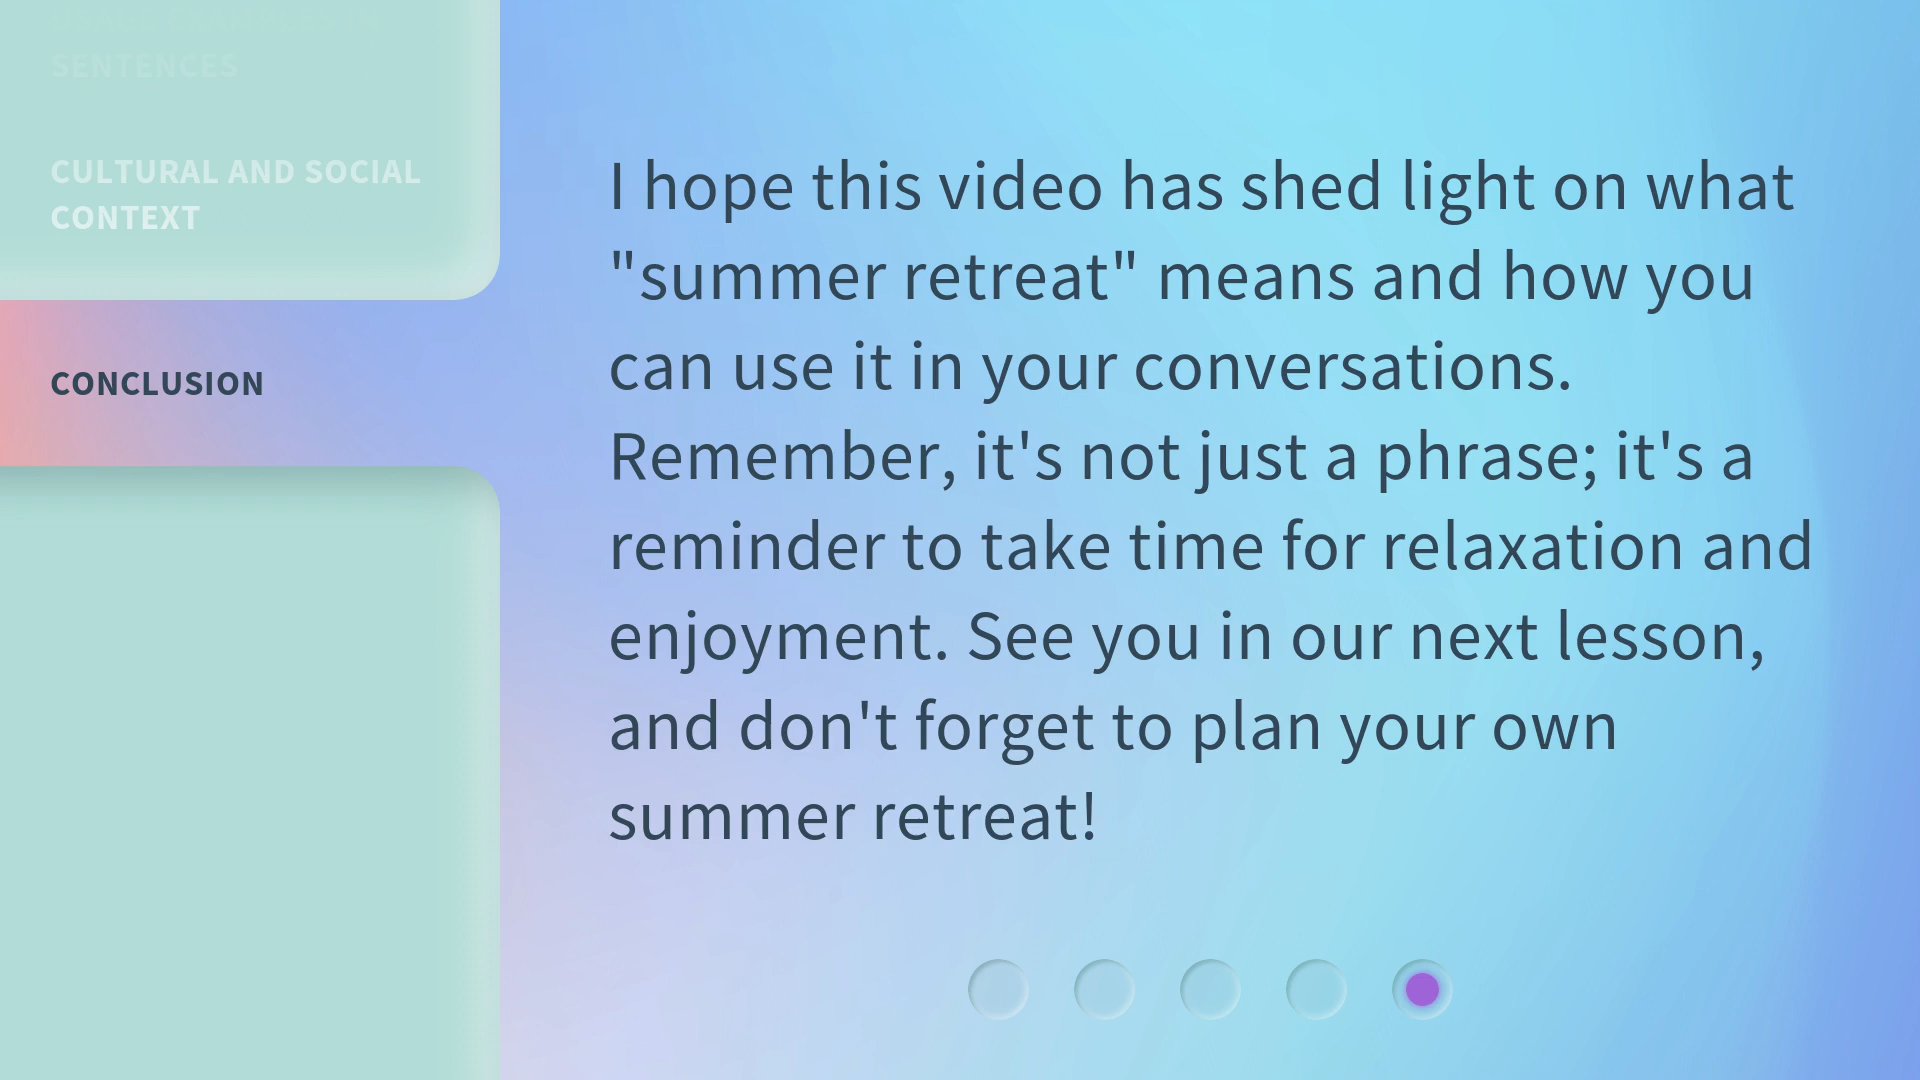 SENTENCES
CULTURAL AND SOCIAL
CONTEXT
CONCLUSION
I hope this video has shed light on what
"summer retreat" means and how you
can use it in your conversations.
Remember, it's not just a phrase; it's a
reminder to take time for relaxation and
enjoyment. See you in our next lesson,
and don't forget to plan your own
summer retreat!